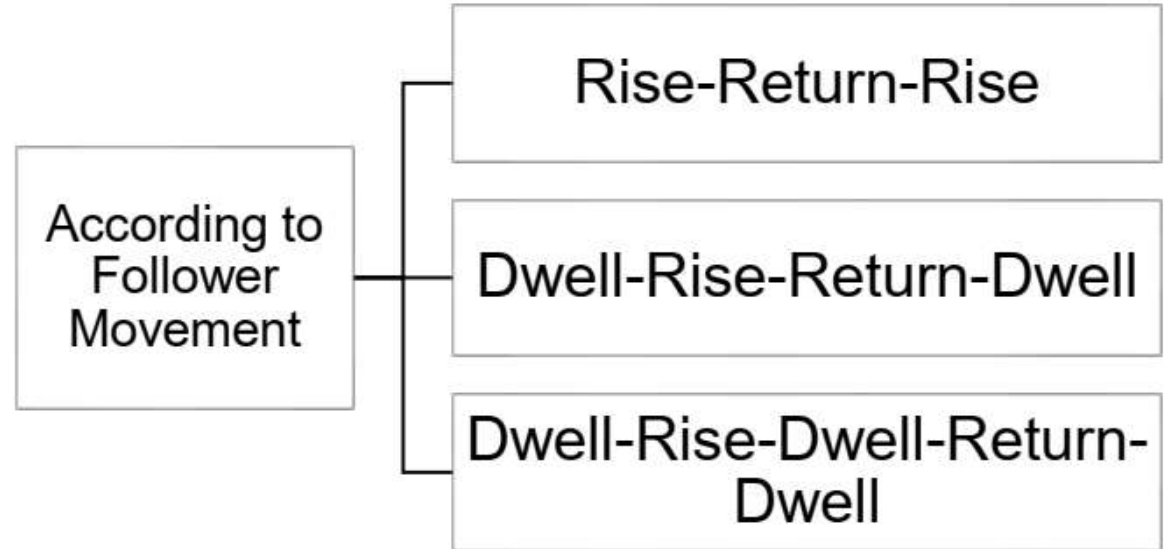 According to
Follower
Movement
Rise-Return-Rise
Dwell-Rise-Return-Dwell
Dwell-Rise-Dwell-Return-
Dwell